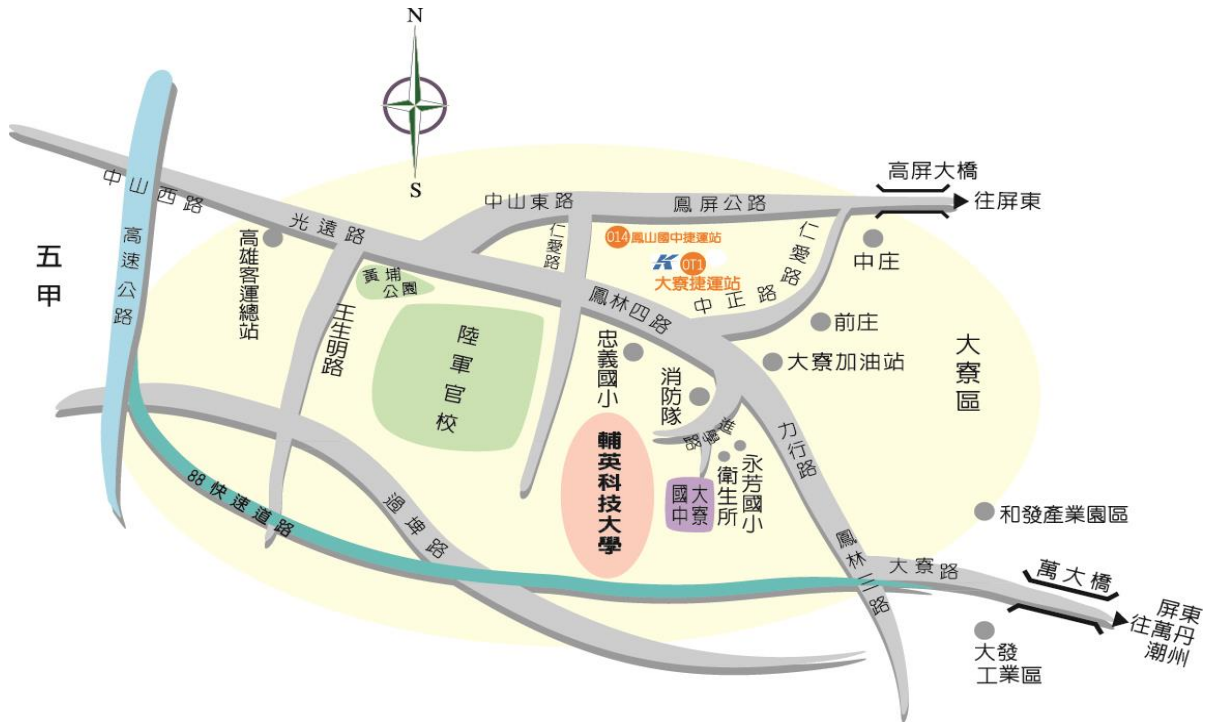 N
S
中山西路
高速公路
五甲
光遠路
高雄客運總站
黃埔
公園
王生明路
陸軍官校
中山東路
仁愛路
鳳屏公路
高屏大橋
往屏東
O14 鳳山國中捷運站
K OT1
大寮捷運站
仁愛路
中庄
中正路
鳳林四路
前庄
大寮加油站
大寮區
忠義國小
消防隊
進學路
永芳國小
衛生所
輔英科技大學
大寮
國中
力行路
和發產業園區
88快速道路
過埤路
鳳林三路
大寮路
萬大橋
屏東
往萬丹
潮州
大發
工業區